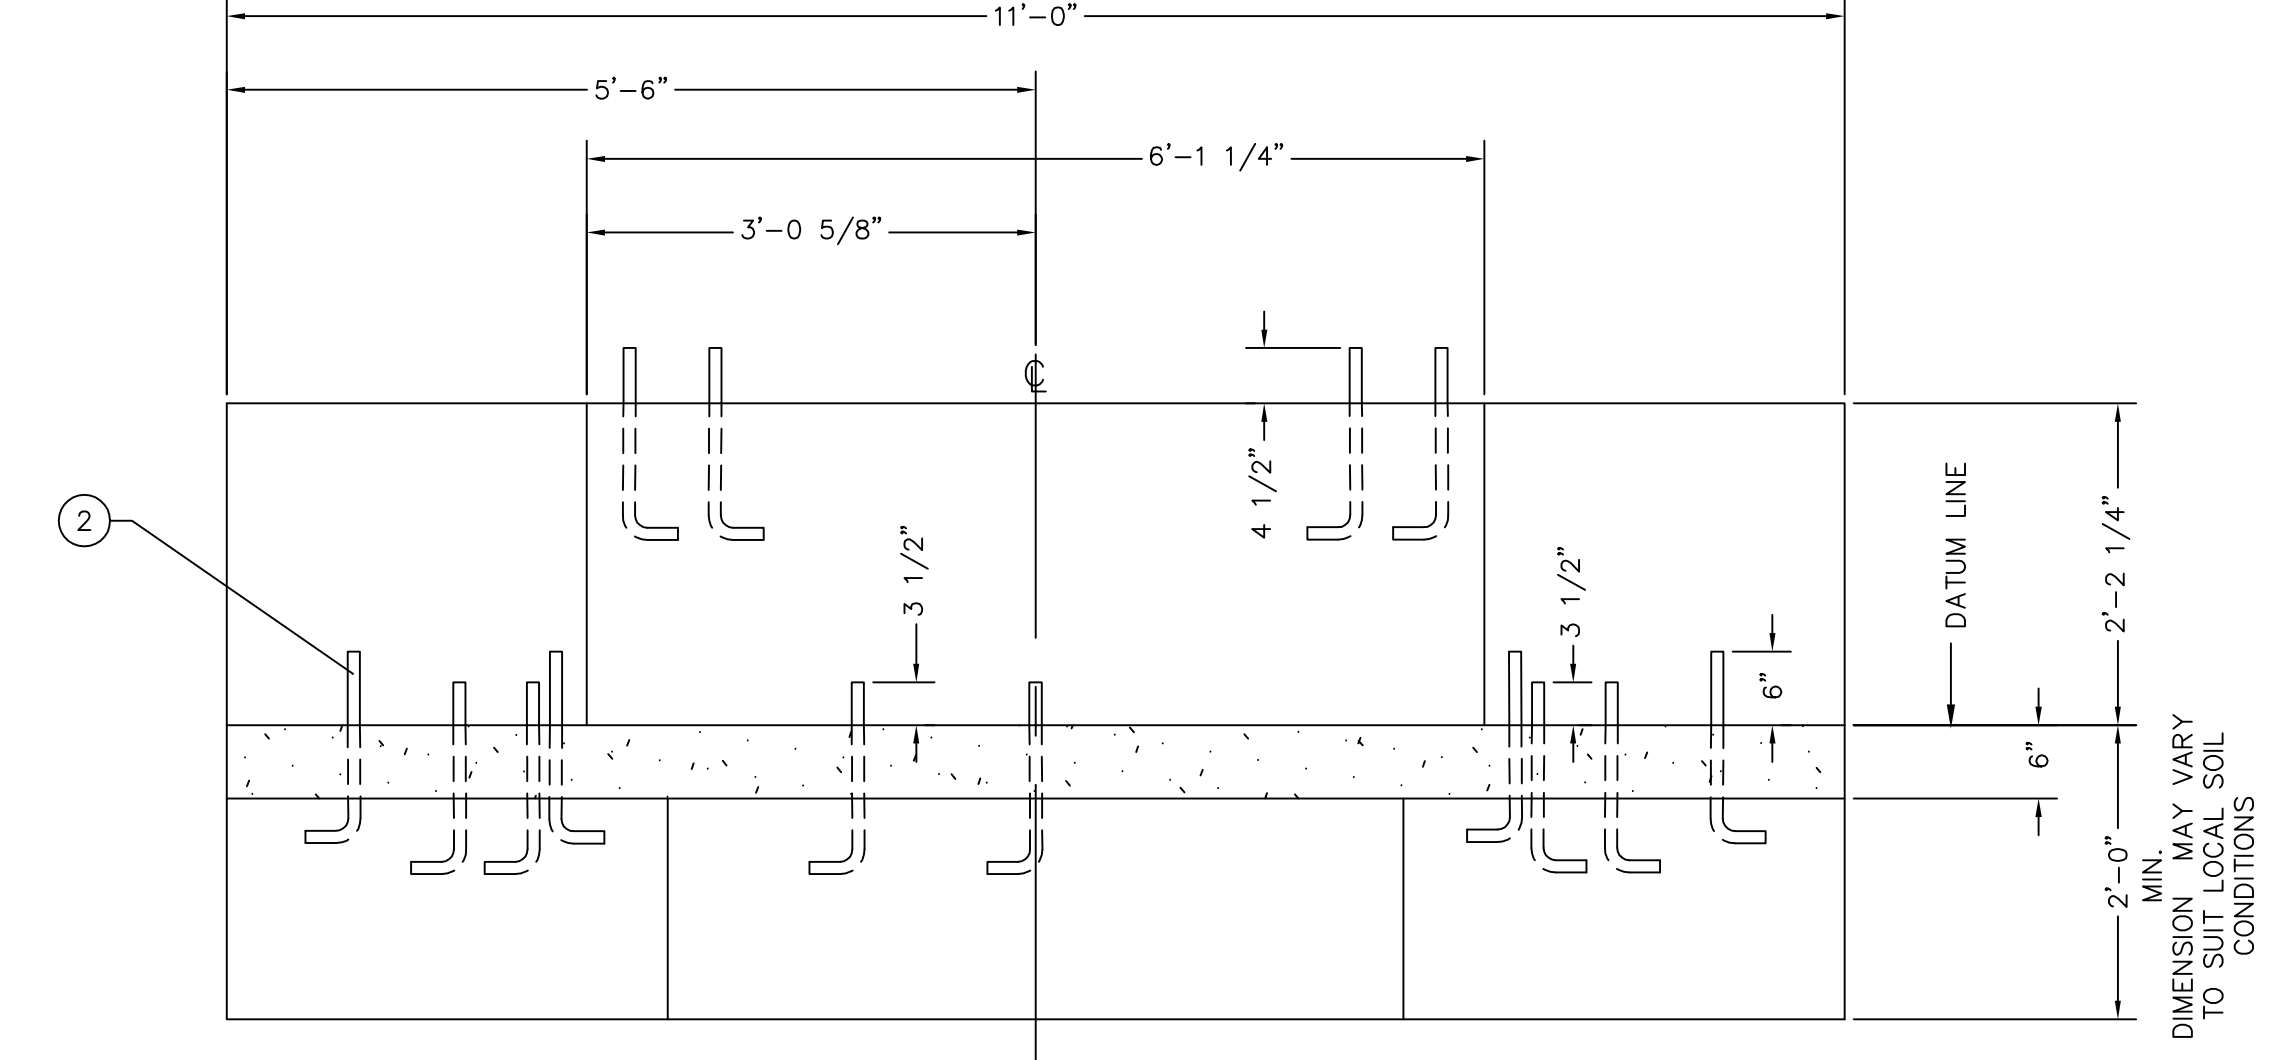 11'-0"
5'-6"
6'-1 1/4"
3'-0 5/8"
℄
4 1/2"
2
3 1/2"
3 1/2"
6"
DATUM LINE
2'-2 1/4"
6"
2'-0"
MIN.
DIMENSION MAY VARY
TO SUIT LOCAL SOIL
CONDITIONS